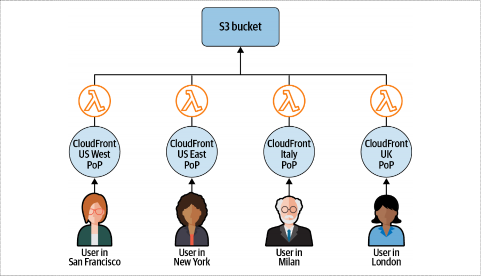 S3 bucket
CloudFront
US West
PoP
CloudFront
US East
PoP
CloudFront
Italy
PoP
CloudFront
UK
PoP
User in
San Francisco
User in
New York
User in
Milan
User in
London